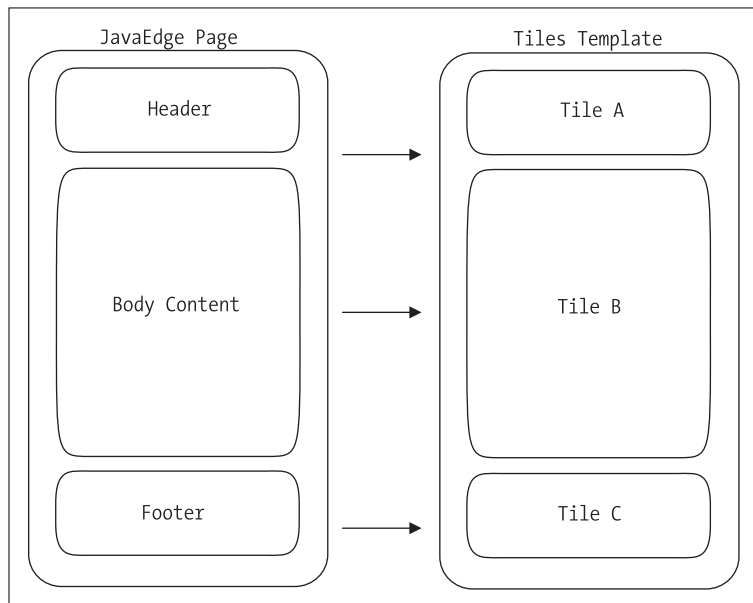 JavaEdge Page
Tiles Template
Header
Tile A
Body Content
Tile B
Footer
Tile C